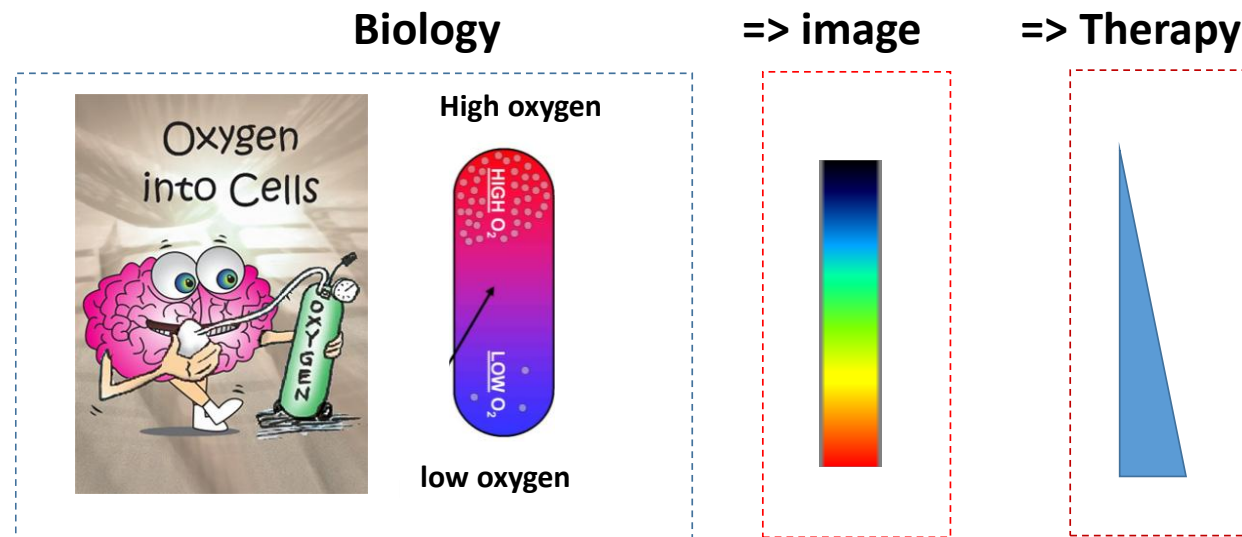 Biology
=> image
=> Therapy
Oxygen
into Cells
OXYGEN
High oxygen
HIGH O₂
LOW O₂
low oxygen